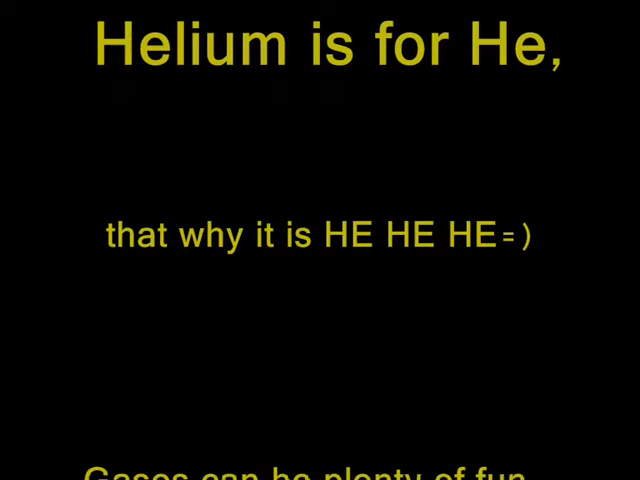 Helium is for He,
that why it is HE HE HE=)
Gases can be plenty of fun